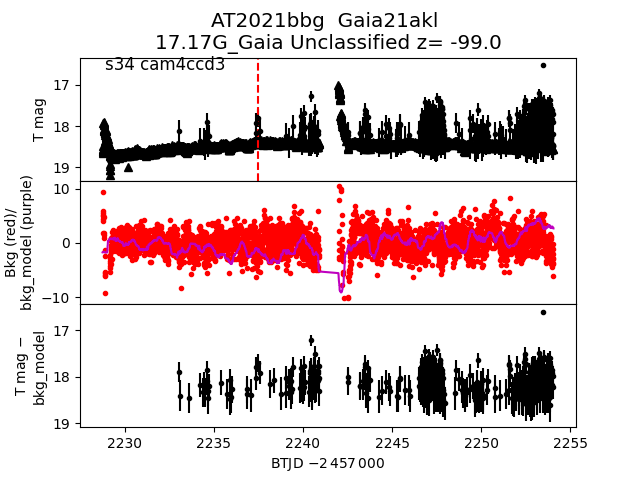 AT2021bbg Gaia21akl
17.17G_Gaia Unclassified z= -99.0
s34 cam4ccd3
17
18
19
T mag
10
0
−10
Bkg (red)/
bkg_model (purple)
17
18
19
T mag −
bkg_model
2230 2235 2240 2245 2250 2255
BTJD −2 457 000